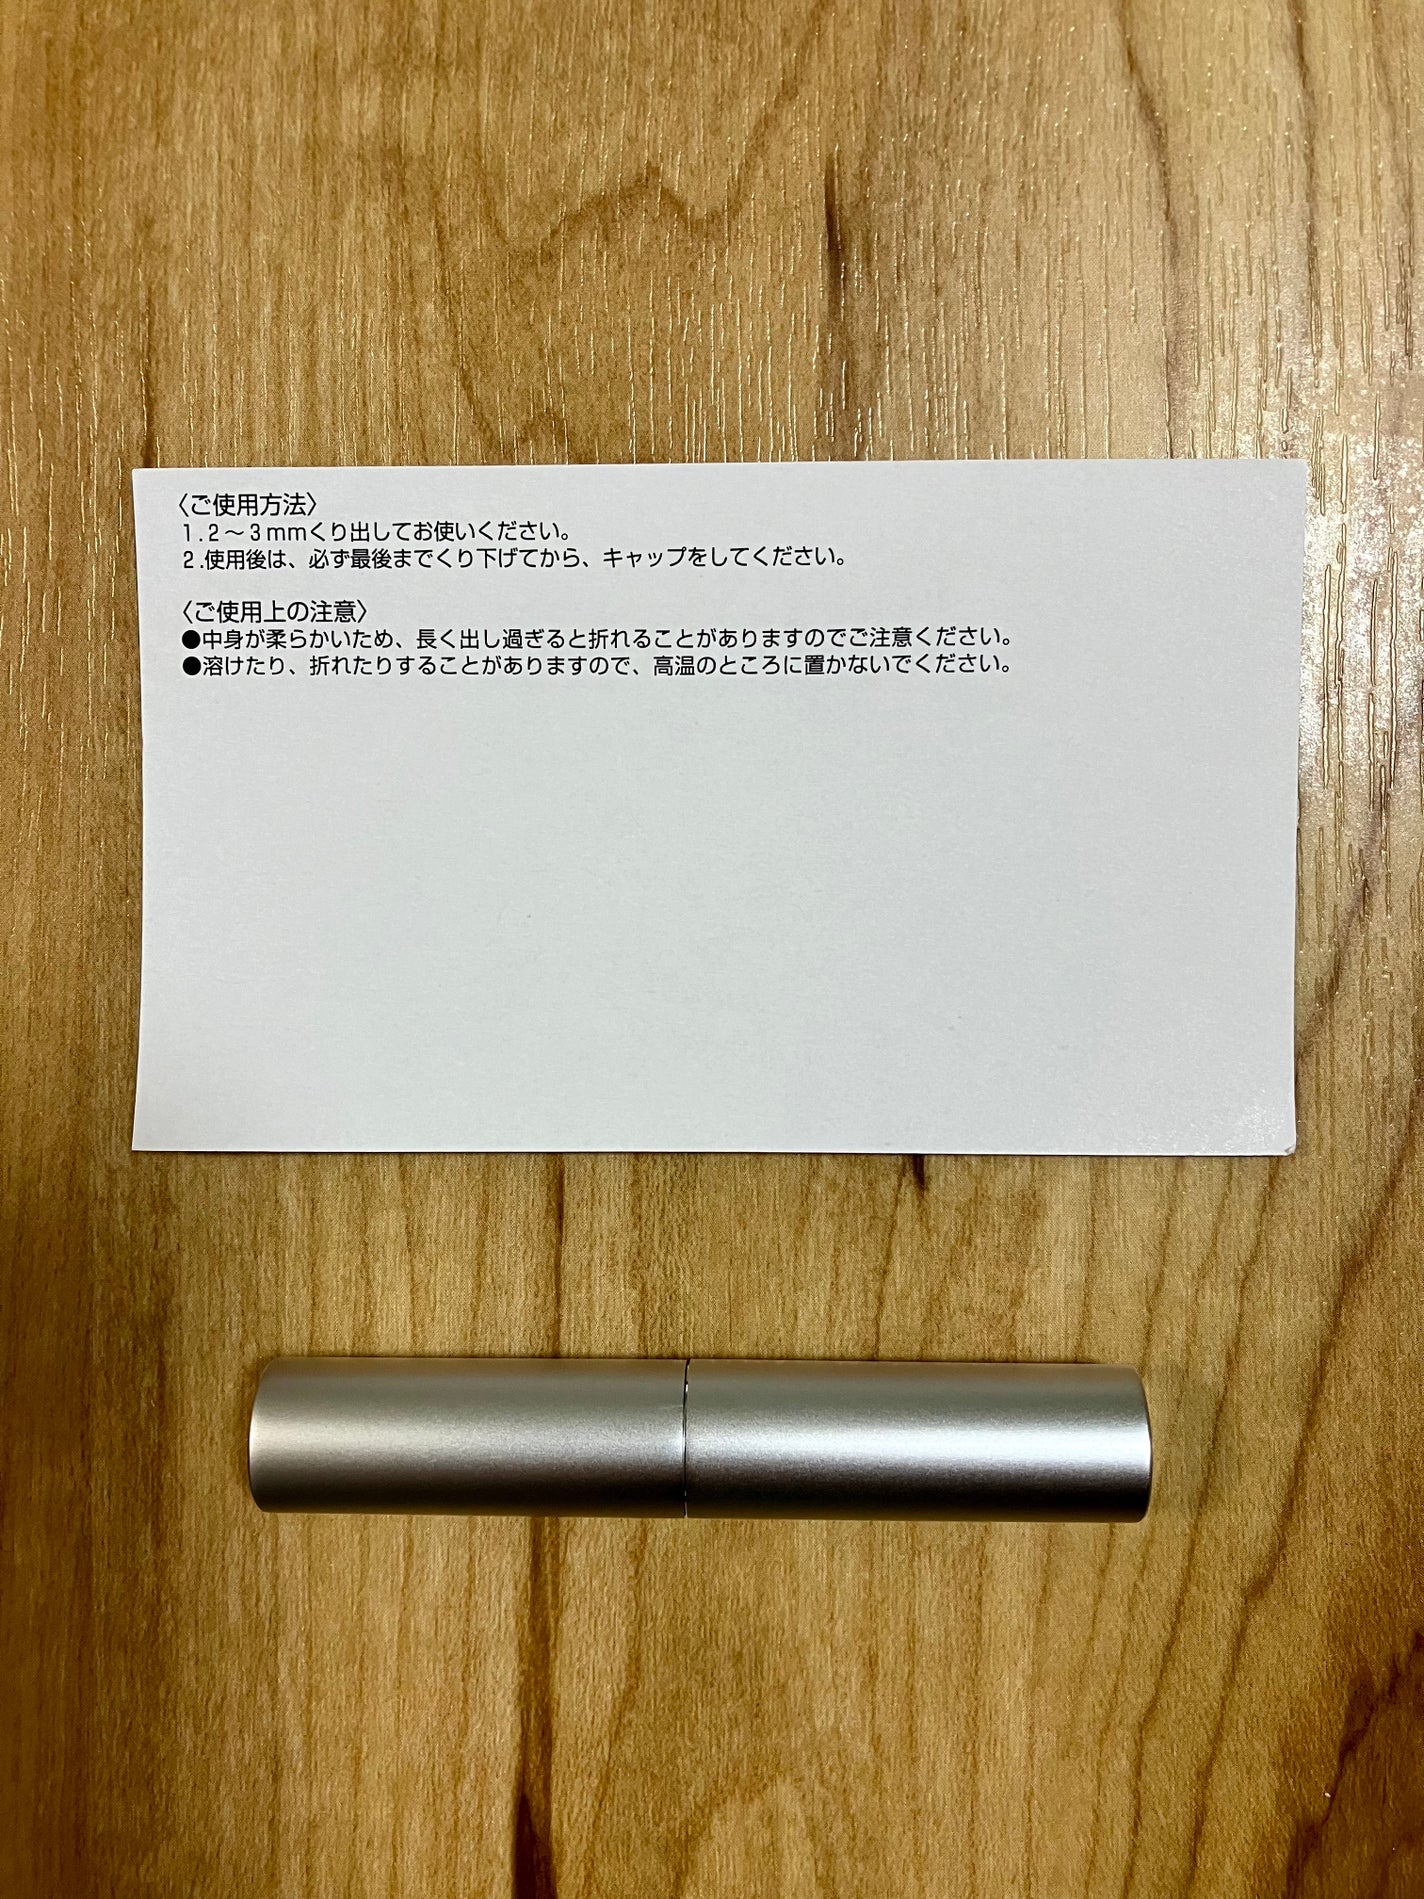 〈ご使用方法〉
1.2～3mmくり出してお使いください。
2.使用後は、必ず最後までくり下げてから、キャップをしてください。
〈ご使用上の注意〉
●中身が柔らかいため、長く出し過ぎると折れることがありますのでご注意ください。
●溶けたり、折れたりすることがありますので、高温のところに置かないでください。